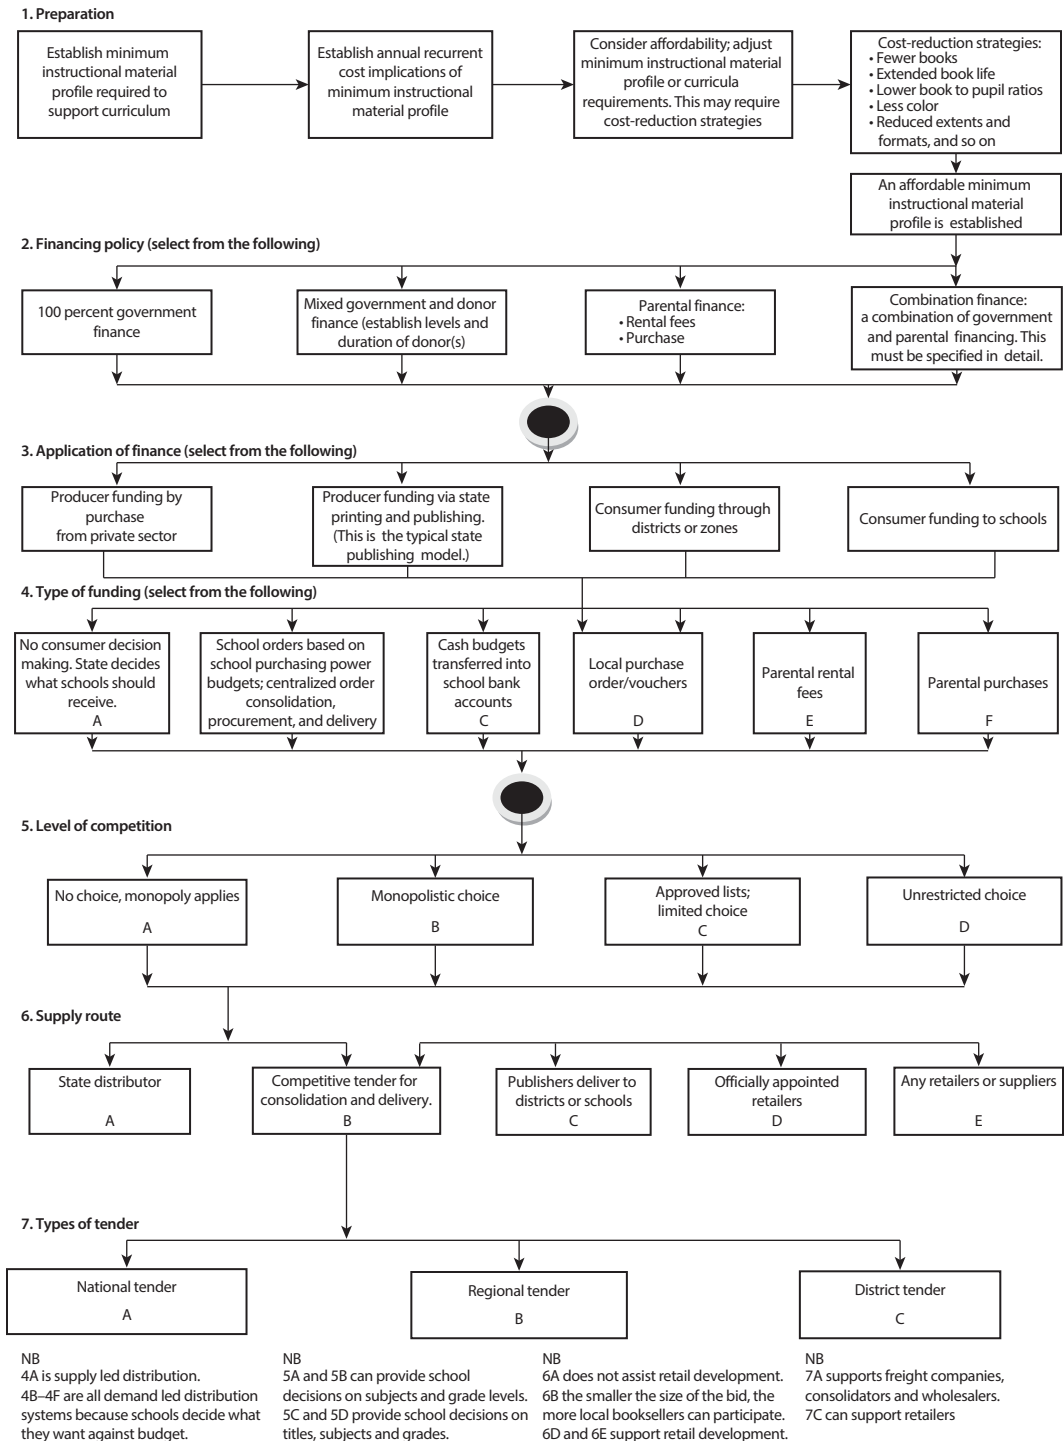 1. Preparation
Establish minimum
instructional material
profile required to
support curriculum
Establish annual recurrent
cost implications of
minimum instructional
material profile
Consider affordability; adjust
minimum instructional material
profile or curricula
requirements. This may require
cost-reduction strategies
Cost-reduction strategies:
• Fewer books
• Extended book life
• Lower book to pupil ratios
• Less color
• Reduced extents and
formats, and so on
An affordable minimum
instructional material
profile is established
2. Financing policy (select from the following)
100 percent government
finance
Mixed government and donor
finance (establish levels and
duration of donor(s)
Parental finance:
• Rental fees
• Purchase
Combination finance:
a combination of government
and parental financing. This
must be specified in detail.
3. Application of finance (select from the following)
Producer funding by
purchase
from private sector
Producer funding via state
printing and publishing.
(This is the typical state
publishing model.)
Consumer funding through
districts or zones
Consumer funding to schools
4. Type of funding (select from the following)
No consumer decision
making. State decides
what schools should
receive.
A
School orders based on
school purchasing power
budgets; centralized order
consolidation,
procurement, and delivery
Cash budgets
transferred into
school bank
accounts
C
Local purchase
order/vouchers
D
Parental rental
fees
E
Parental purchases
F
5. Level of competition
No choice, monopoly applies
A
Monopolistic choice
B
Approved lists;
limited choice
C
Unrestricted choice
D
6. Supply route
State distributor
A
Competitive tender for
consolidation and delivery.
B
Publishers deliver to
districts or schools
C
Officially appointed
retailers
D
Any retailers or suppliers
E
7. Types of tender
National tender
A
Regional tender
B
District tender
C
NB
4A is supply led distribution.
4B–4F are all demand led distribution
systems because schools decide what
they want against budget.
NB
5A and 5B can provide school
decisions on subjects and grade levels.
5C and 5D provide school decisions on
titles, subjects and grades.
NB
6A does not assist retail development.
6B the smaller the size of the bid, the
more local booksellers can participate.
6D and 6E support retail development.
NB
7A supports freight companies,
consolidators and wholesalers.
7C can support retailers